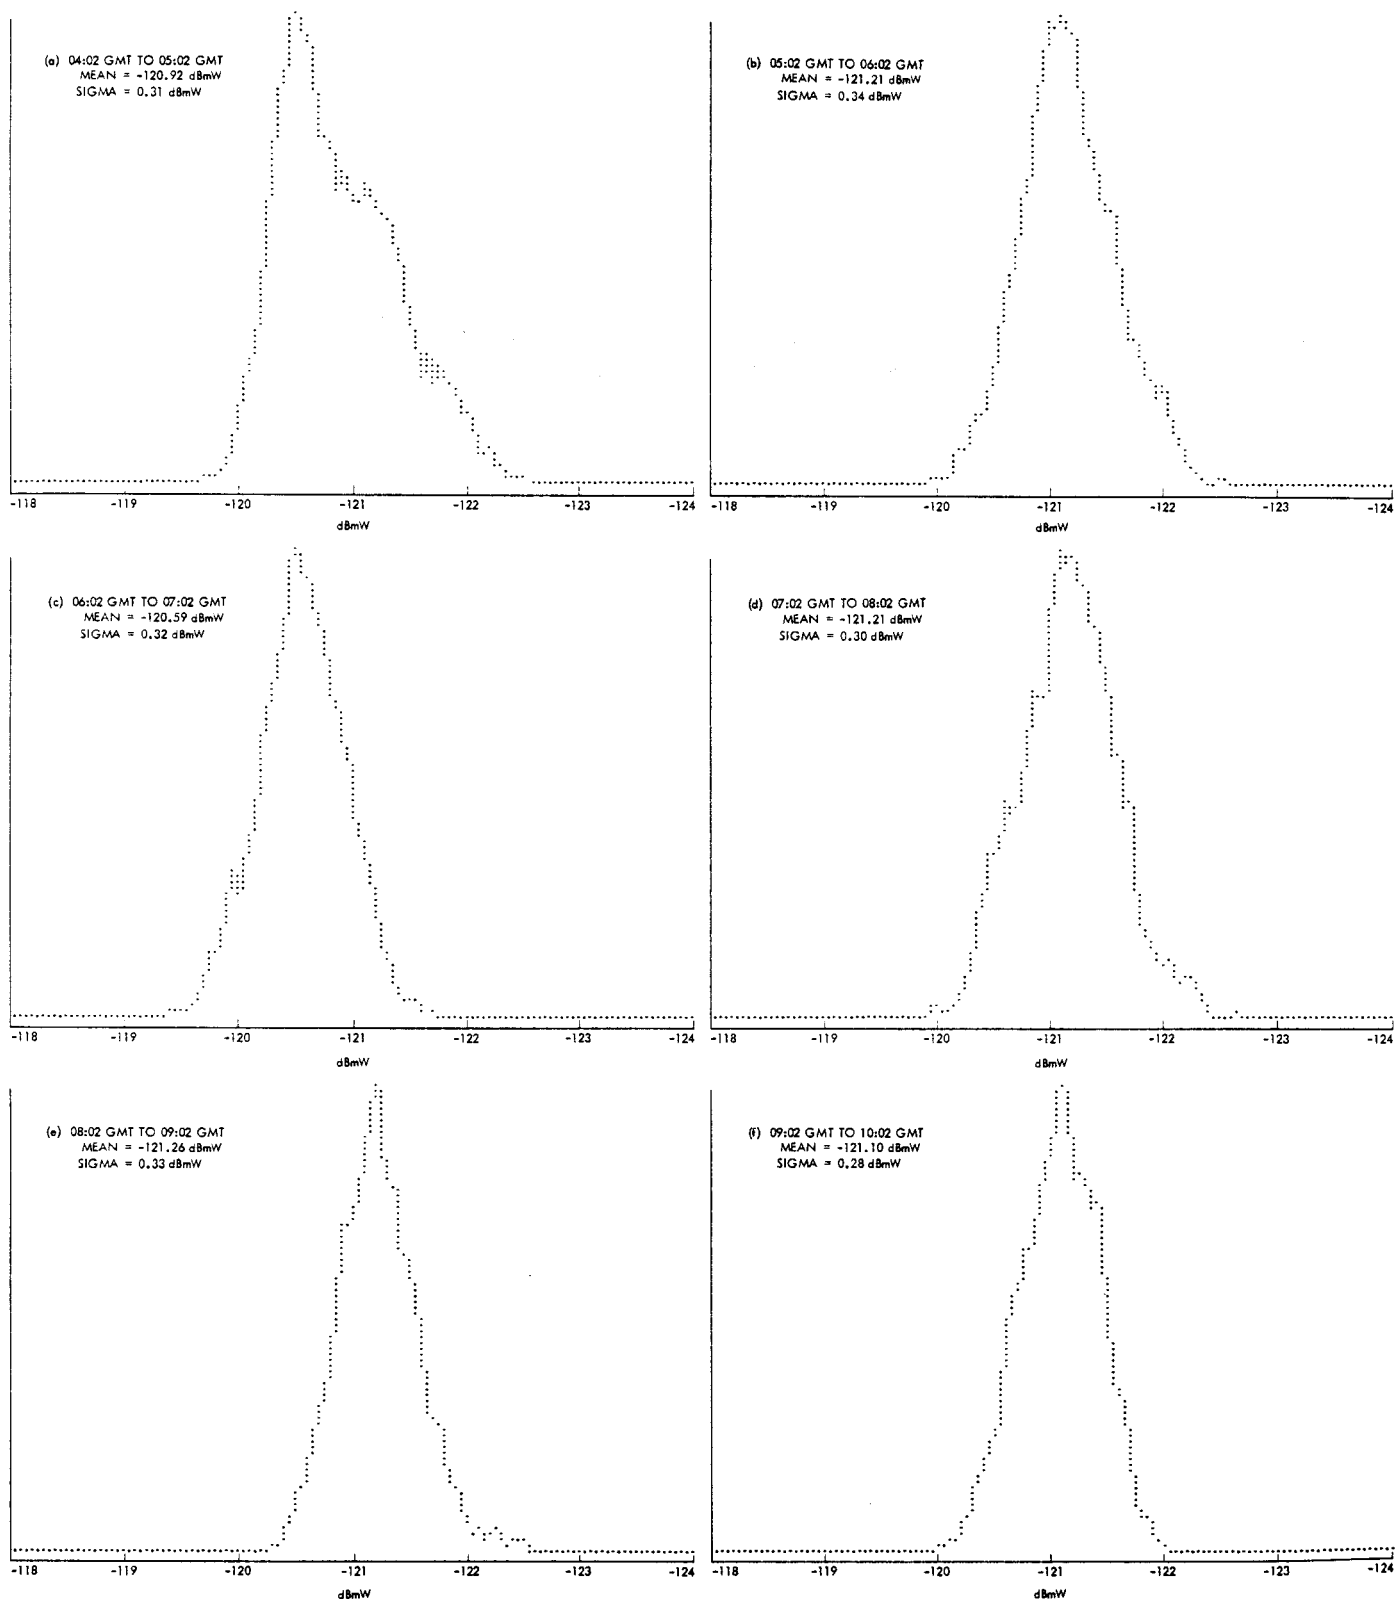 (a) 04:02 GMT TO 05:02 GMT
MEAN = -120.92 dBmW
SIGMA = 0.31 dBmW
-118 -119 -120 -121 -122 -123 -124
dBmW
(b) 05:02 GMT TO 06:02 GMT
MEAN = -121.21 dBmW
SIGMA = 0.34 dBmW
-118 -119 -120 -121 -122 -123 -124
dBmW
(c) 06:02 GMT TO 07:02 GMT
MEAN = -120.59 dBmW
SIGMA = 0.32 dBmW
-118 -119 -120 -121 -122 -123 -124
dBmW
(d) 07:02 GMT TO 08:02 GMT
MEAN = -121.21 dBmW
SIGMA = 0.30 dBmW
-118 -119 -120 -121 -122 -123 -124
dBmW
(e) 08:02 GMT TO 09:02 GMT
MEAN = -121.26 dBmW
SIGMA = 0.33 dBmW
-118 -119 -120 -121 -122 -123 -124
dBmW
(f) 09:02 GMT TO 10:02 GMT
MEAN = -121.10 dBmW
SIGMA = 0.28 dBmW
-118 -119 -120 -121 -122 -123 -124
dBmW